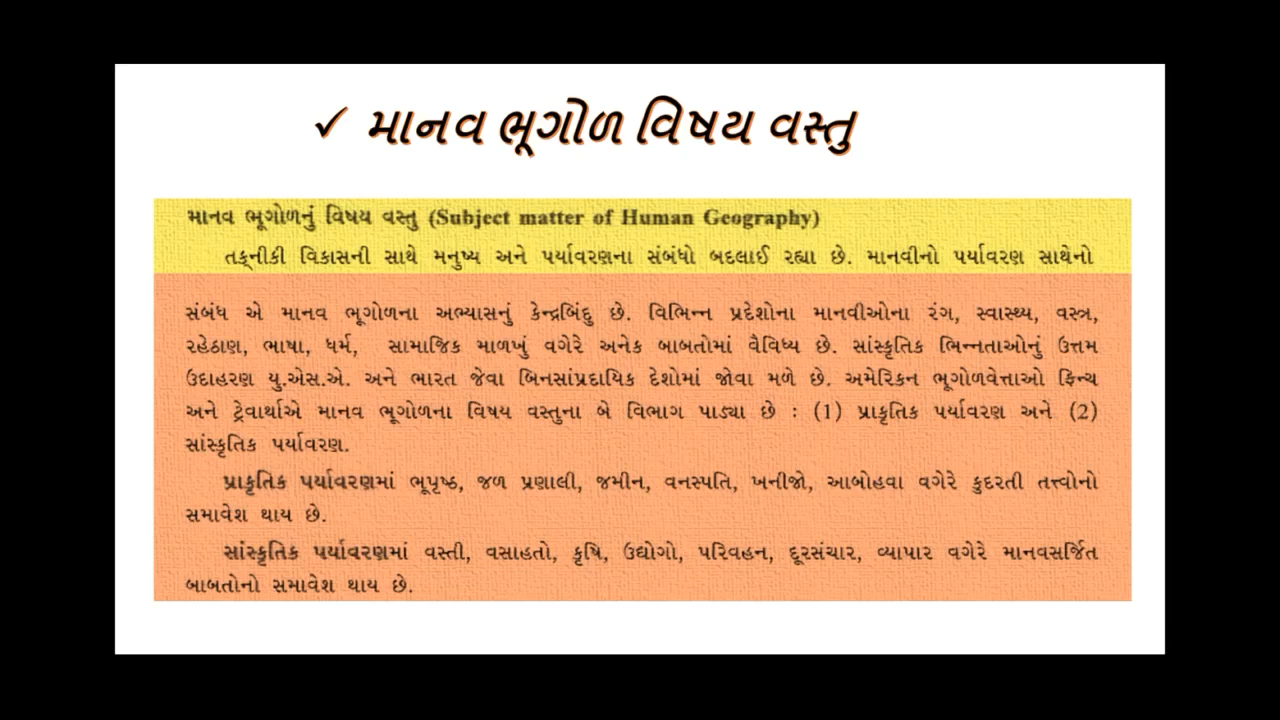 ✓ માનવ ભૂગોળ વિષય વસ્તુ
માનવ ભૂગોળનું વિષય વસ્તુ (Subject matter of Human Geography)
તક્નીકી વિકાસની સાથે મનુષ્ય અને પર્યાવરણના સંબંધો બદલાઈ રહ્યા છે. માનવીનો પર્યાવરણ સાથેનો
સંબંધ એ માનવ ભૂગોળના અભ્યાસનું કેન્દ્રબિંદુ છે. વિભિન્ન પ્રદેશોના માનવીઓના રંગ, સ્વાસ્થ્ય, વસ્ત્ર,
રહેઠાણ, ભાષા, ધર્મ, સામાજિક માળખું વગેરે અનેક બાબતોમાં વૈવિધ્ય છે. સાંસ્કૃતિક ભિન્નતાઓનું ઉત્તમ
ઉદાહરણ યુ.એસ.એ. અને ભારત જેવા બિનસાંપ્રદાયિક દેશોમાં જોવા મળે છે. અમેરિકન ભૂગોળવેત્તાઓ ફિન્ચ
અને ટ્રેવાર્થાએ માનવ ભૂગોળના વિષય વસ્તુના બે વિભાગ પાડ્યા છે : (1) પ્રાકૃતિક પર્યાવરણ અને (2)
સાંસ્કૃતિક પર્યાવરણ.
પ્રાકૃતિક પર્યાવરણમાં ભૂપૃષ્ઠ, જળ પ્રણાલી, જમીન, વનસ્પતિ, ખનીજો, આબોહવા વગેરે કુદરતી તત્ત્વોનો
સમાવેશ થાય છે.
સાંસ્કૃતિક પર્યાવરણમાં વસ્તી, વસાહતો, કૃષિ, ઉદ્યોગો, પરિવહન, દૂરસંચાર, વ્યાપાર વગેરે માનવસર્જિત
બાબતોનો સમાવેશ થાય છે.